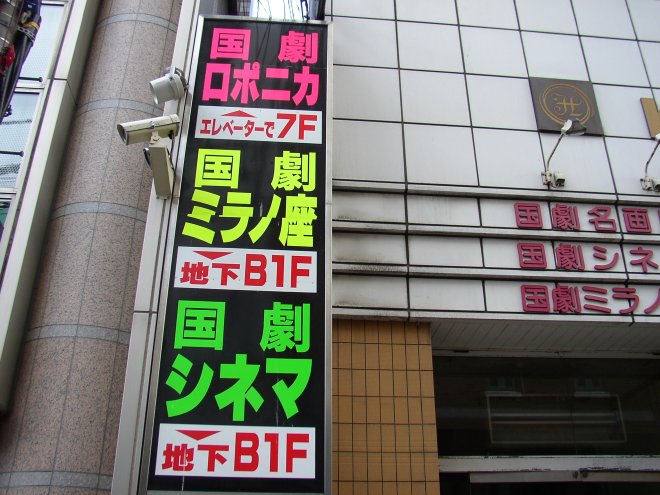 国劇
ロポニカ
エレベーターで7F
国劇
ミラノ座
地下B1F
国劇
シネマ
地下B1F
国劇名画
国劇シネ
国劇ミラノ